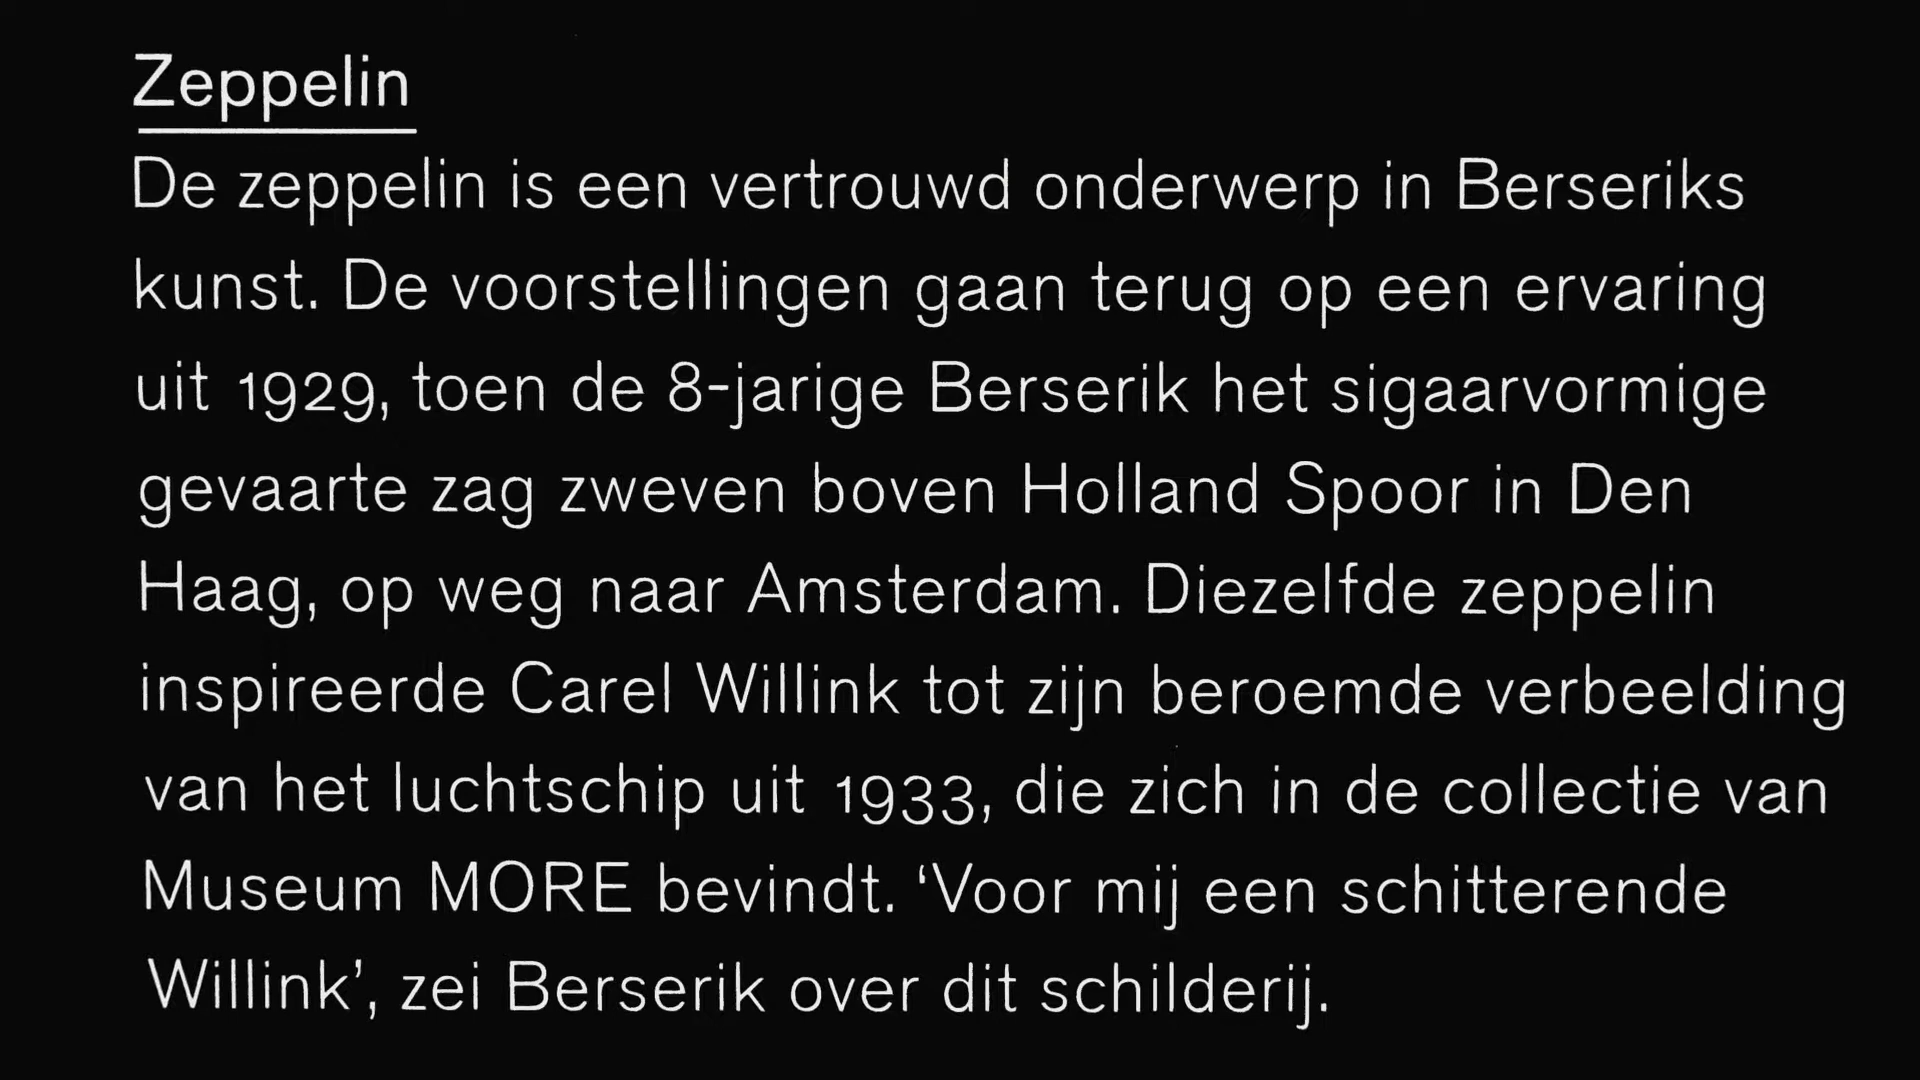 Zeppelin
De zeppelin is een vertrouwd onderwerp in Berseriks
kunst. De voorstellingen gaan terug op een ervaring
uit 1929, toen de 8-jarige Berserik het sigaarvormige
gevaarte zag zweven boven Holland Spoor in Den
Haag, op weg naar Amsterdam. Diezelfde zeppelin
inspireerde Carel Willink tot zijn beroemde verbeelding
van het luchtschip uit 1933, die zich in de collectie van
Museum MORE bevindt. ‘Voor mij een schitterende
Willink’, zei Berserik over dit schilderij.